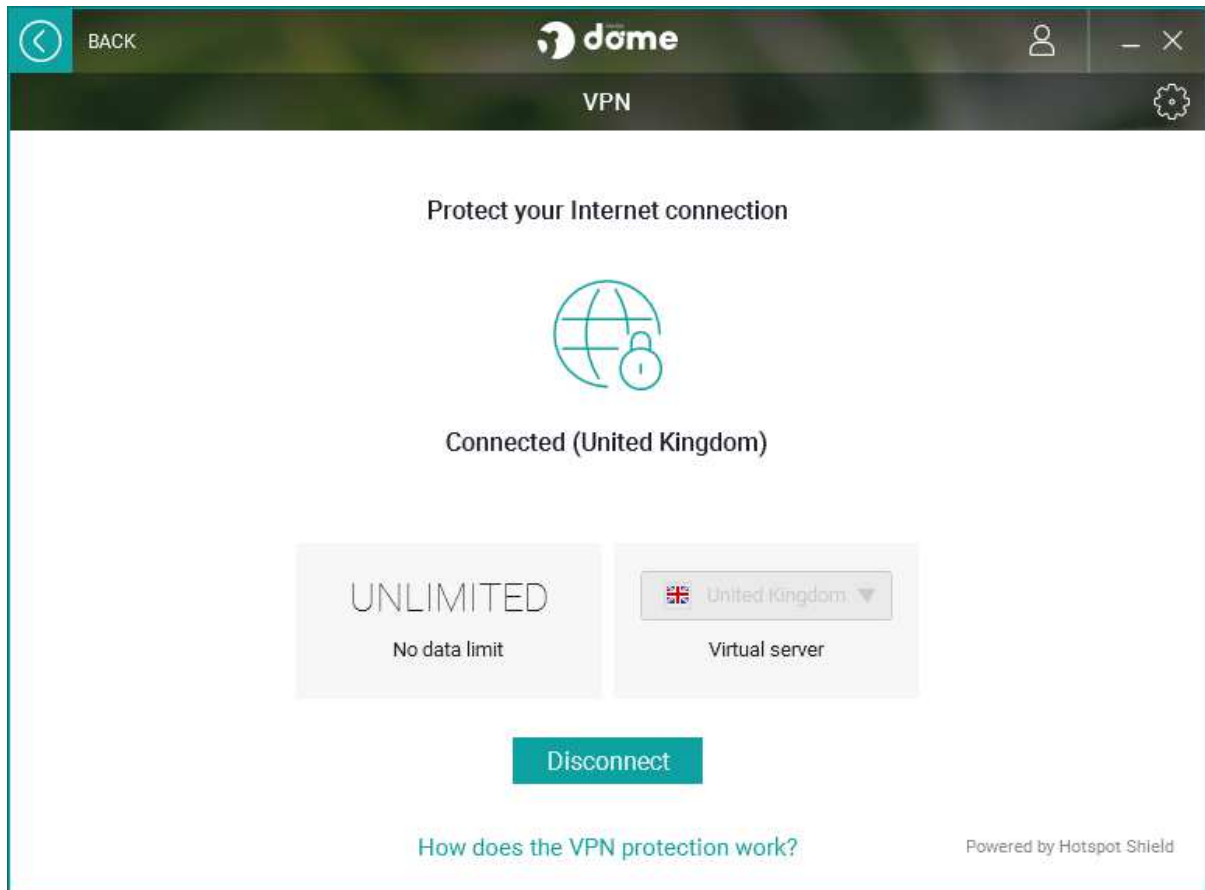 BACK
dome
VPN
Protect your Internet connection
Connected (United Kingdom)
UNLIMITED
No data limit
United Kingdom
Virtual server
Disconnect
How does the VPN protection work?
Powered by Hotspot Shield